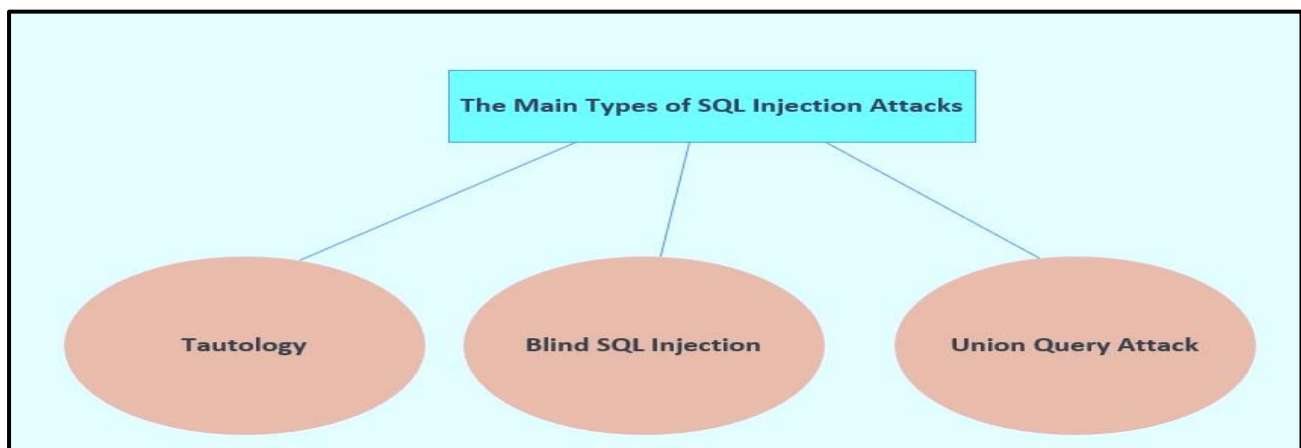 The Main Types of SQL Injection Attacks
Tautology
Blind SQL Injection
Union Query Attack